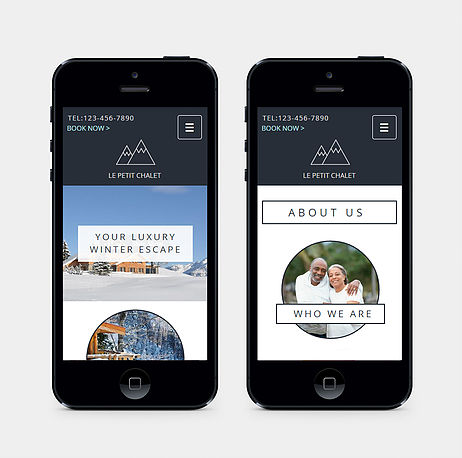 TEL:123-456-7890
BOOK NOW >
LE PETIT CHALET
YOUR LUXURY
WINTER ESCAPE
TEL:123-456-7890
BOOK NOW >
LE PETIT CHALET
ABOUT US
WHO WE ARE